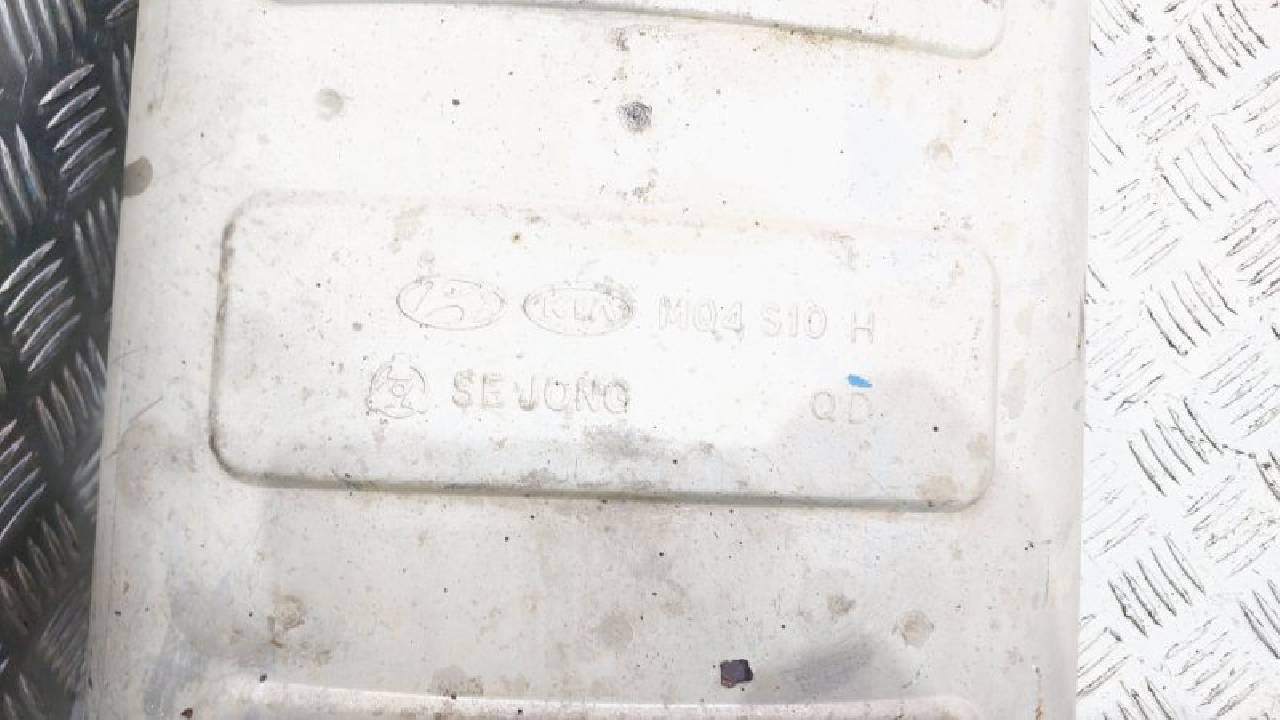 KIA MQ4 S10 H
SEJONG QD